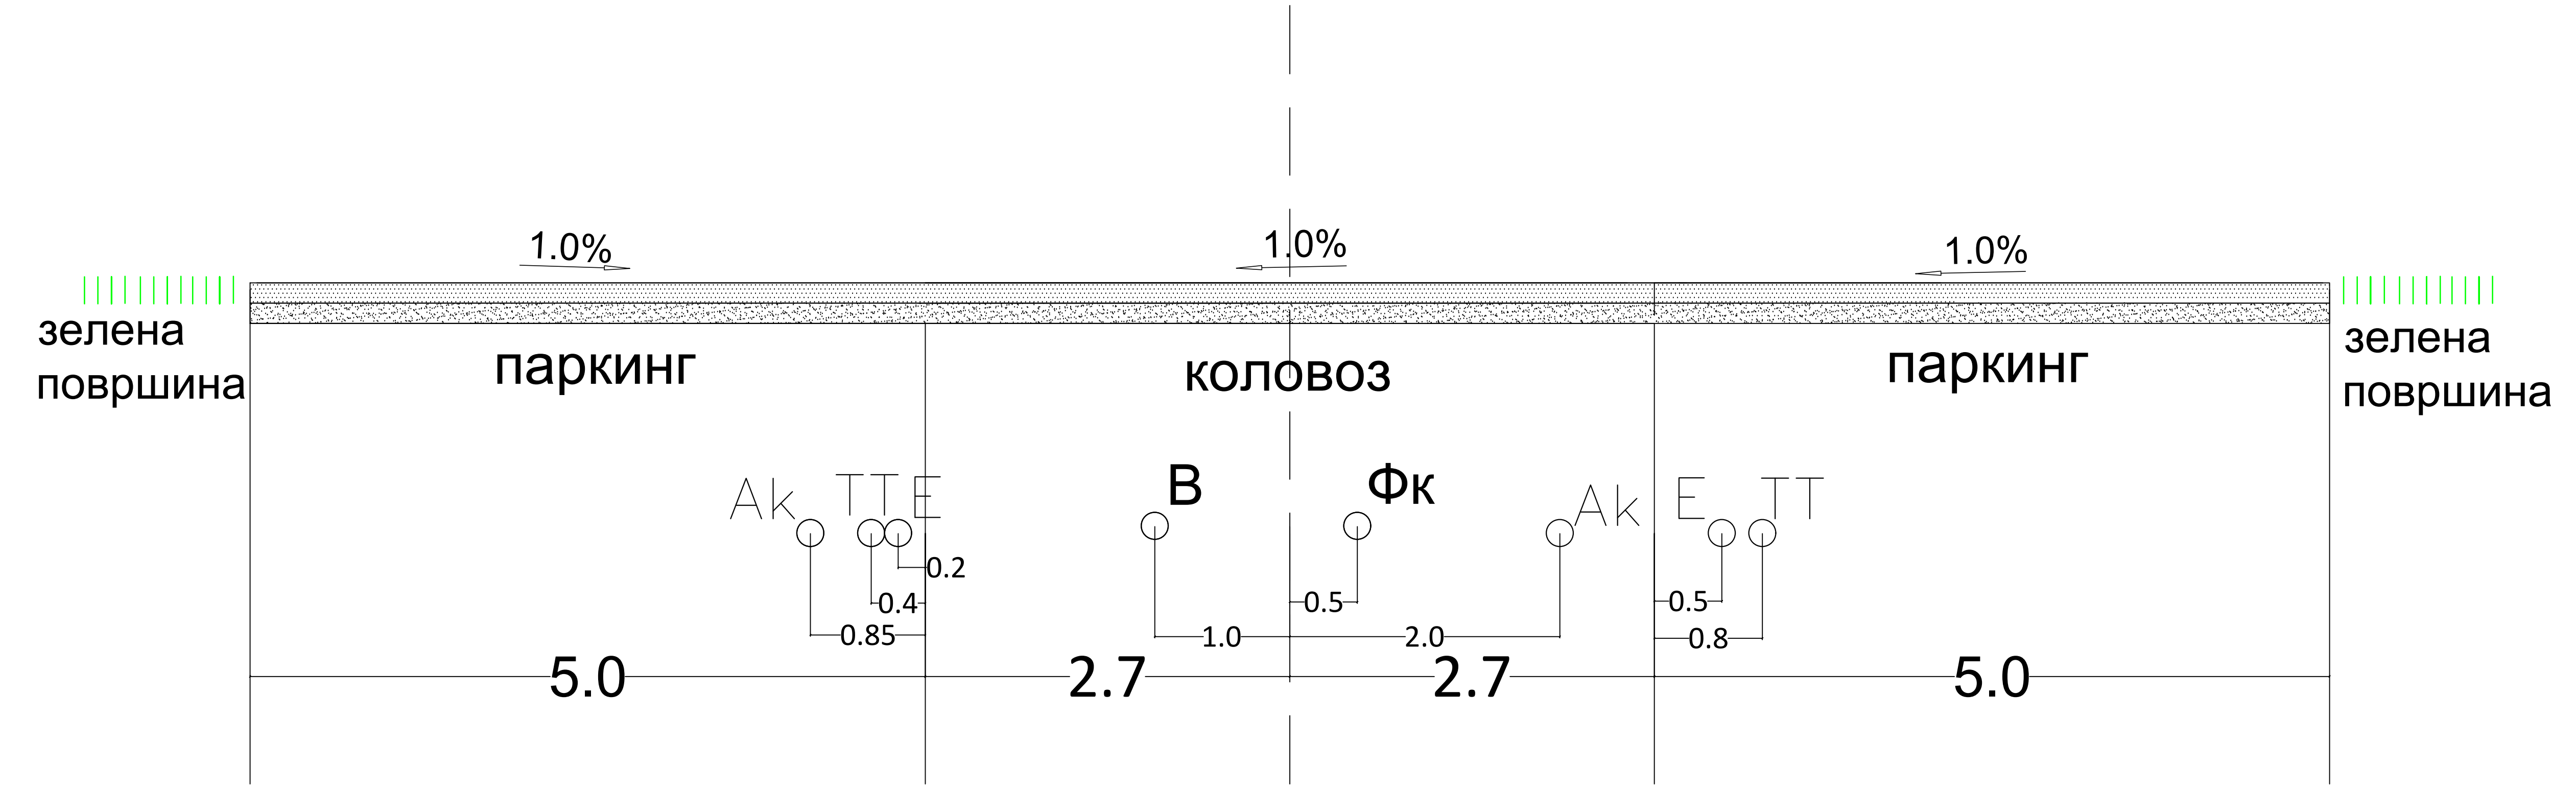 1.0% 1.0% 1.0%
зелена
површина
паркинг
коловоз
паркинг
зелена
површина
Ak TT E
В
Фк
Ak E TT
0.2
0.4
0.85
1.0
0.5
2.0
0.5
0.8
5.0 2.7 2.7 5.0